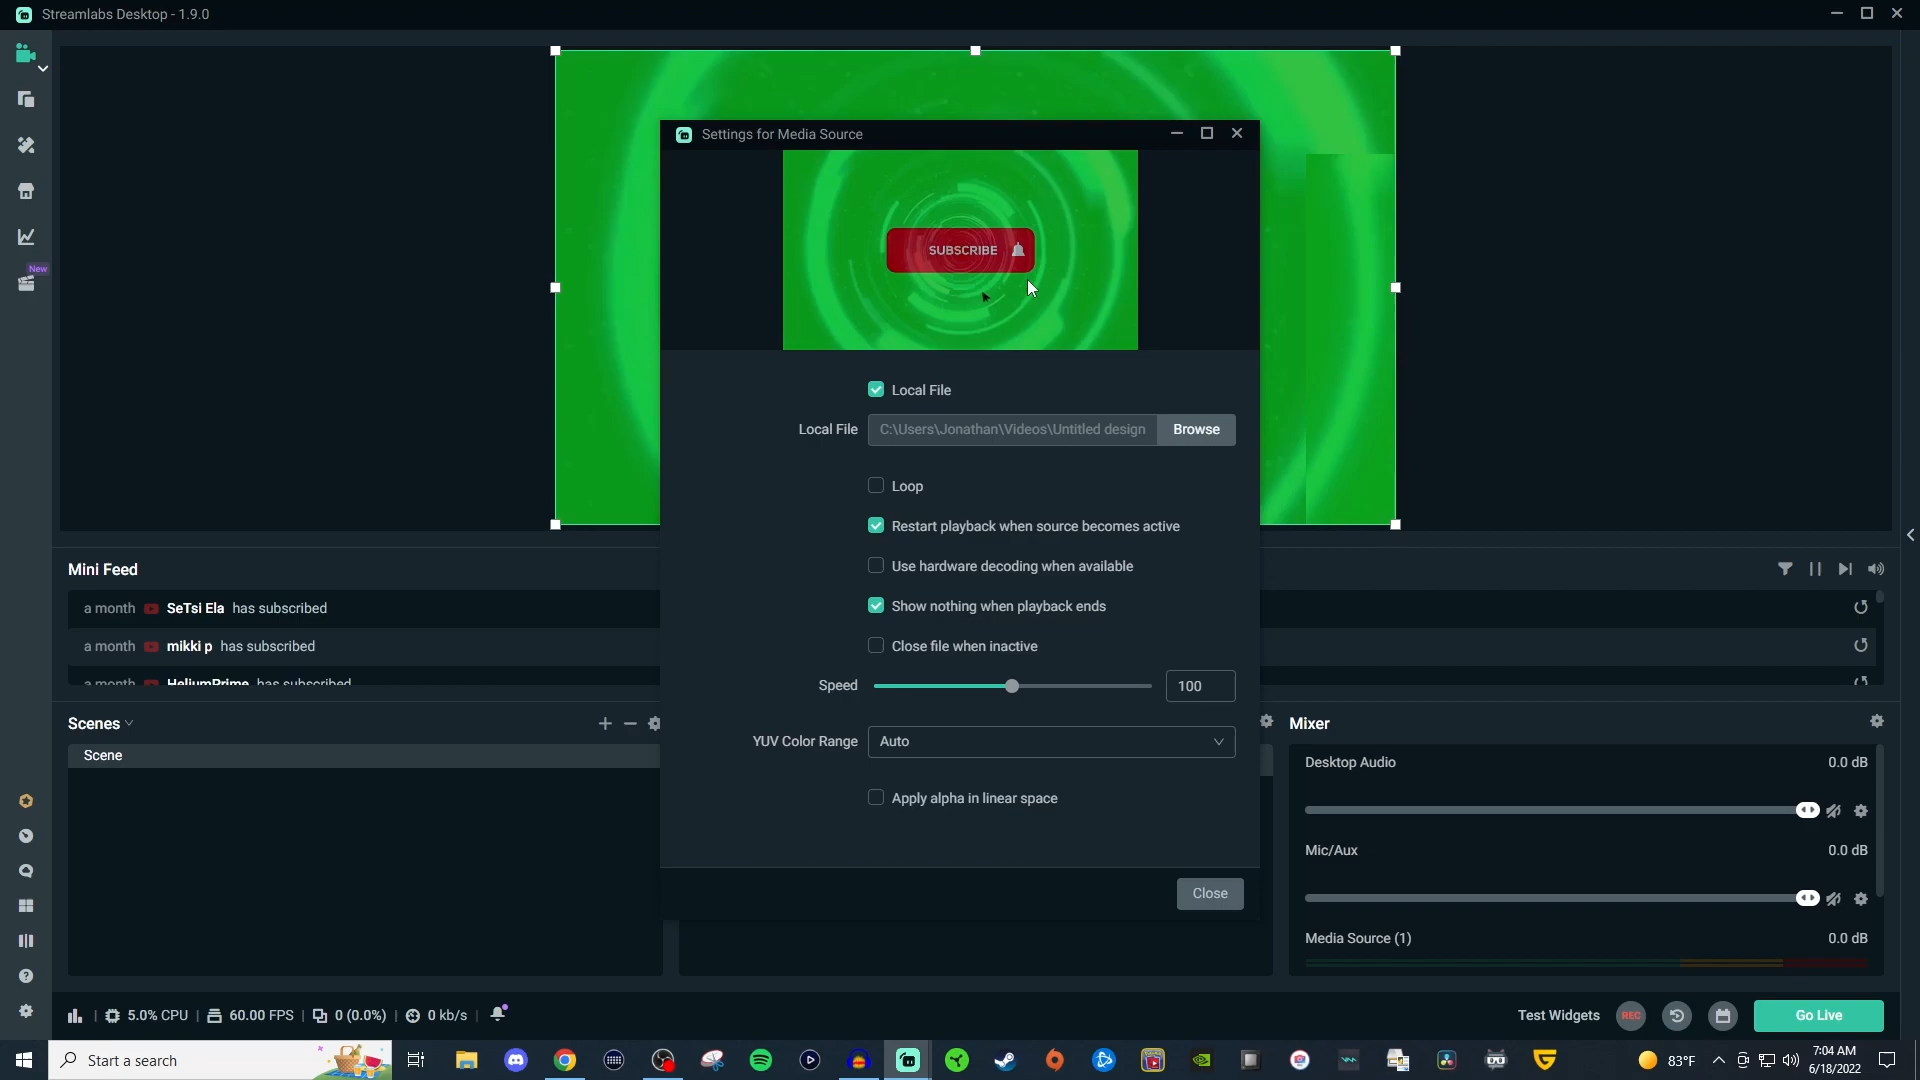 Streamlabs Desktop - 1.9.0
Settings for Media Source
SUBSCRIBE
New
Local File
Local File C:\Users\Jonathan\Videos\Untitled design Browse
Loop
Restart playback when source becomes active
Use hardware decoding when available
Show nothing when playback ends
Close file when inactive
Speed 100
YUV Color Range Auto
Apply alpha in linear space
Close
Mini Feed
a month SeTsi Ela has subscribed
a month mikki p has subscribed
a month HeliumPrime has subscribed
Scenes
Scene
Mixer
Desktop Audio 0.0 dB
Mic/Aux 0.0 dB
Media Source (1) 0.0 dB
5.0% CPU 60.00 FPS 0 (0.0%) 0 kb/s
Test Widgets REC Go Live
Start a search
83°F
7:04 AM
6/18/2022